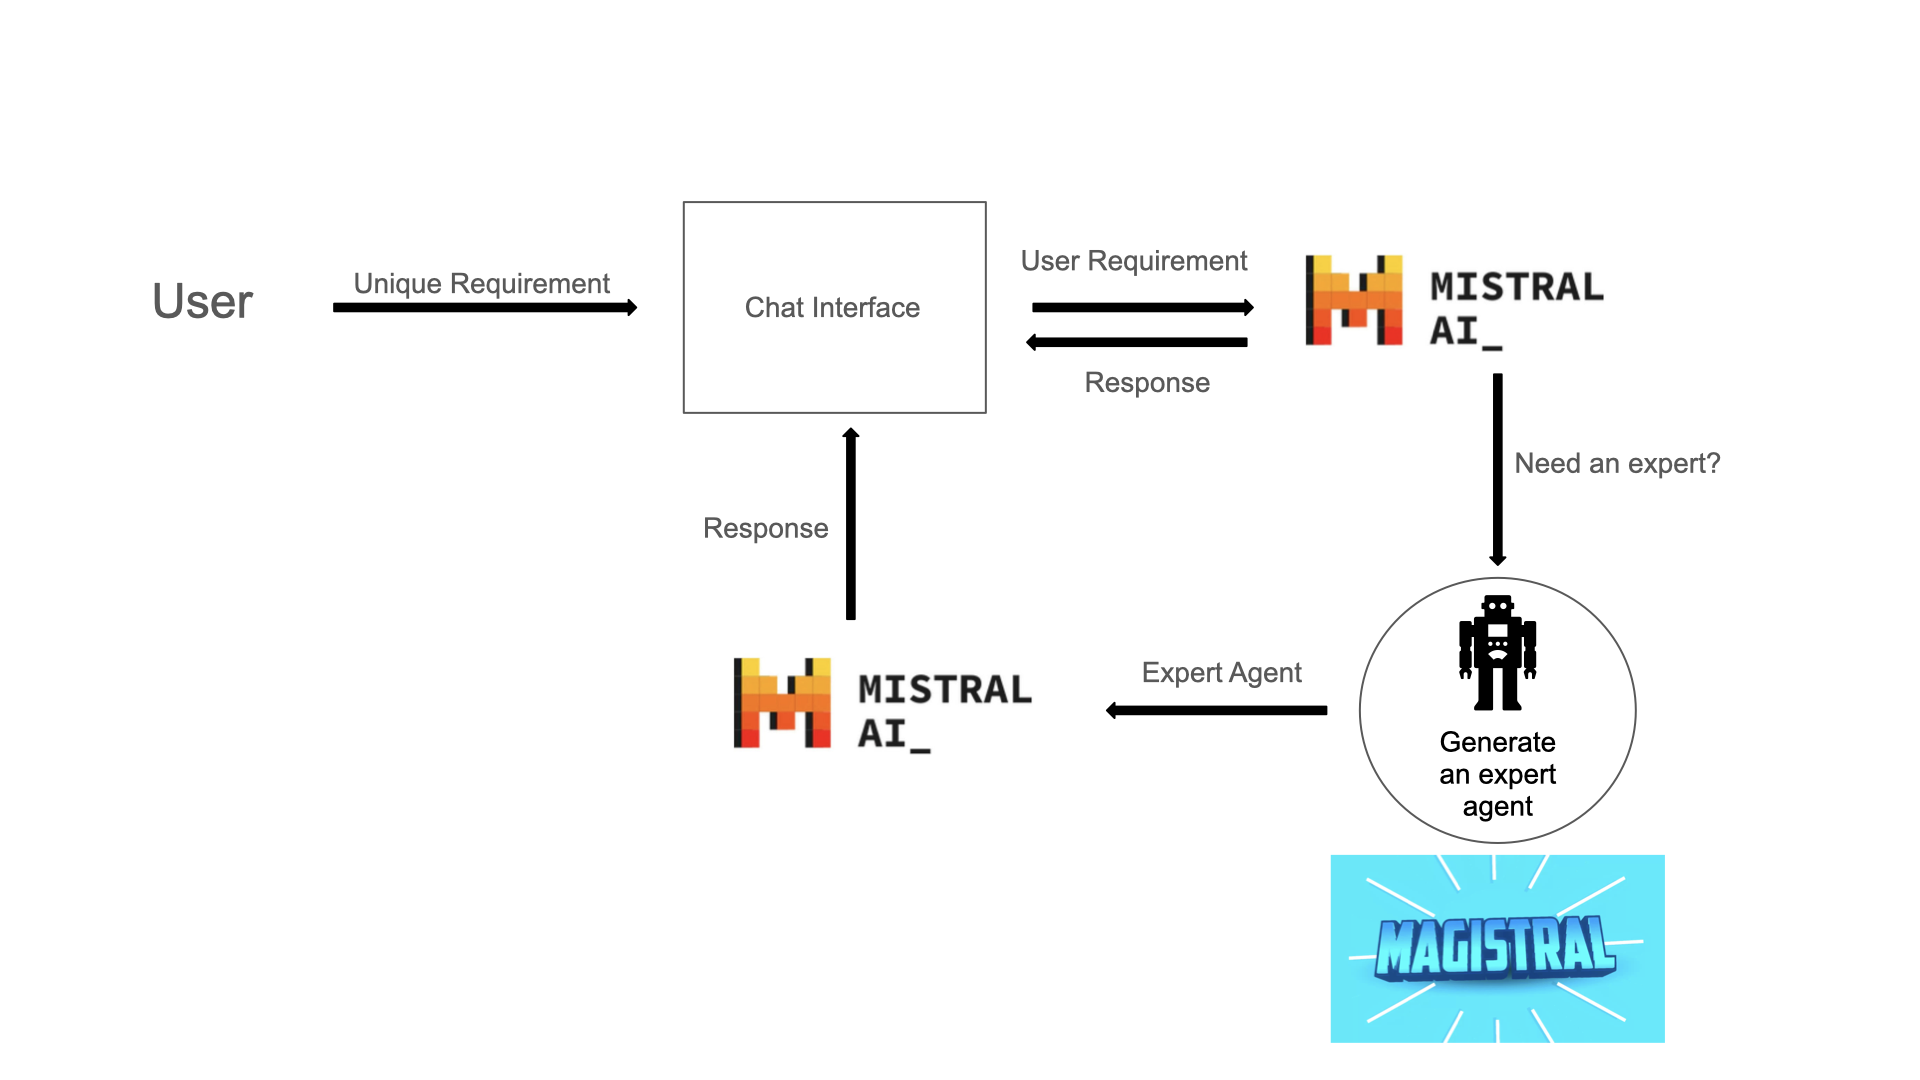 User
Unique Requirement
Chat Interface
User Requirement
Response
MISTRAL
AI_
Need an expert?
Response
MISTRAL
AI_
Expert Agent
Generate
an expert
agent
MAGISTRAL